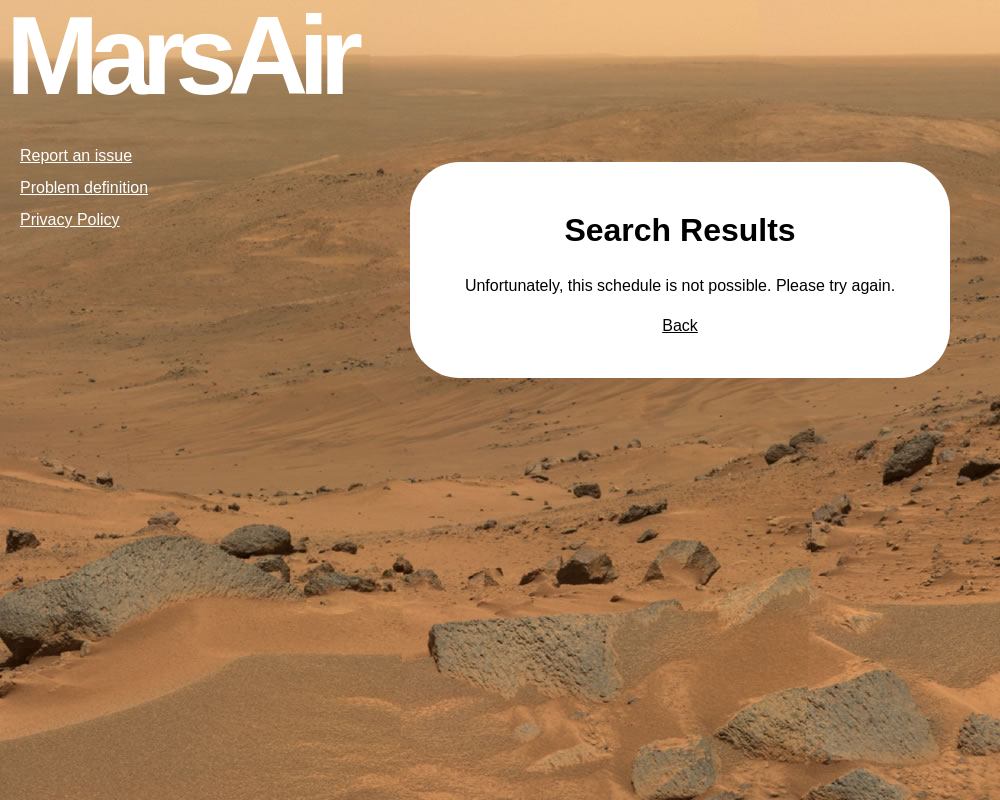 MarsAir
Report an issue
Problem definition
Privacy Policy
Search Results
Unfortunately, this schedule is not possible. Please try again.
Back